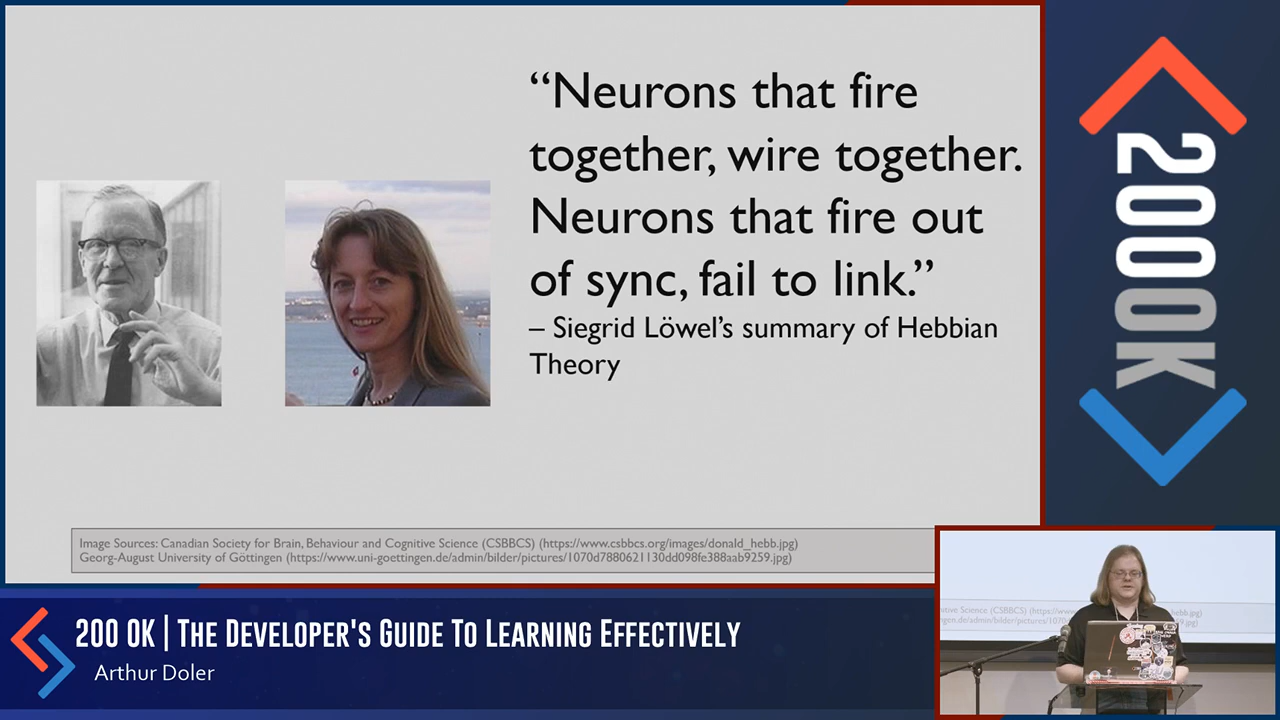 “Neurons that fire
together, wire together.
Neurons that fire out
of sync, fail to link.”
– Siegrid Löwel’s summary of Hebbian
Theory
200OK
Image Sources: Canadian Society for Brain, Behaviour and Cognitive Science (CSBBCS) (https://www.csbbcs.org/images/donald_hebb.jpg)
Georg-August University of Göttingen (https://www.uni-goettingen.de/admin/bilder/pictures/1070d7880621130dd098fe388aab9259.jpg)
200 OK | The Developer's Guide To Learning Effectively
Arthur Doler